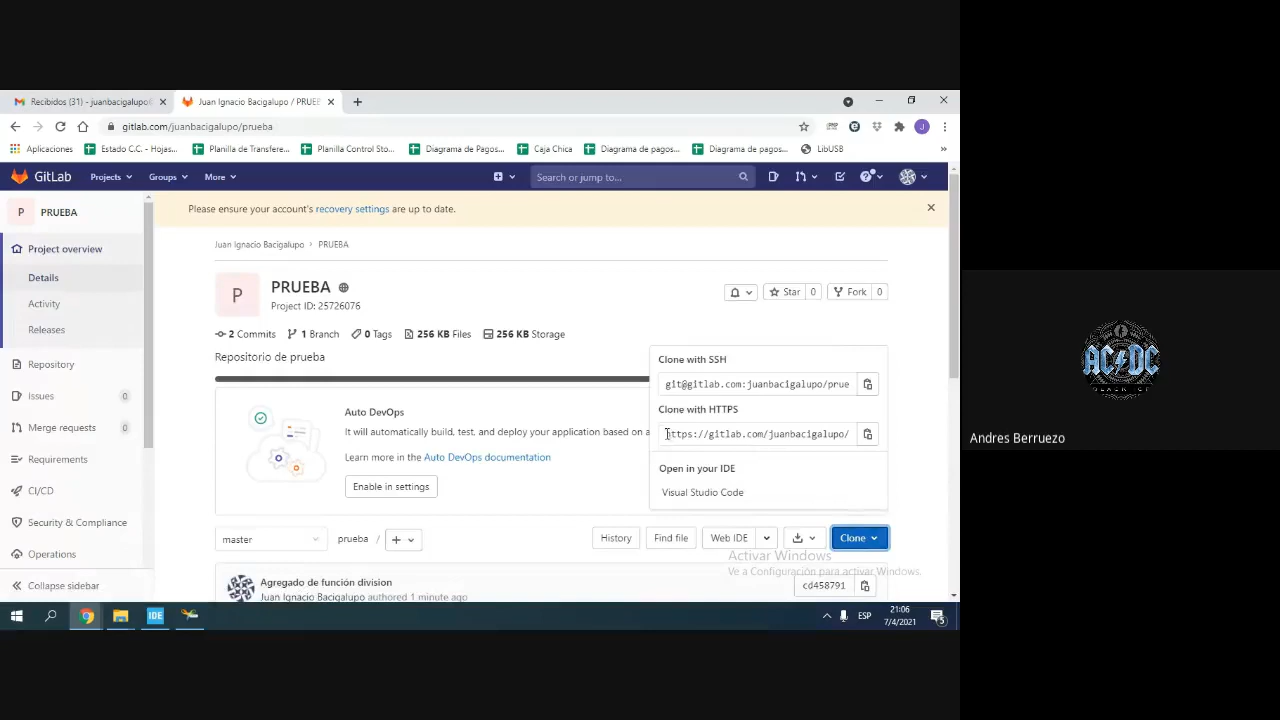 Recibidos (31) - juanbacigalupo@
Juan Ignacio Bacigalupo / PRUEB
gitlab.com/juanbacigalupo/prueba
Aplicaciones
Estado C.C. - Hojas...
Planilla de Transfere...
Planilla Control Sto...
Diagrama de Pagos...
Caja Chica
Diagrama de pagos...
Diagrama de pagos...
LibUSB
»
GitLab
Projects
Groups
More
Search or jump to...
P
PRUEBA
Please ensure your account's recovery settings are up to date.
Project overview
Details
Activity
Releases
Repository
Issues 0
Merge requests 0
Requirements
CI/CD
Security & Compliance
Operations
Collapse sidebar
Juan Ignacio Bacigalupo › PRUEBA
P
PRUEBA
Project ID: 25726076
Star 0
Fork 0
2 Commits
1 Branch
0 Tags
256 KB Files
256 KB Storage
Repositorio de prueba
Auto DevOps
It will automatically build, test, and deploy your application based on a
Learn more in the Auto DevOps documentation
Enable in settings
Clone with SSH
git@gitlab.com:juanbacigalupo/prue
Clone with HTTPS
https://gitlab.com/juanbacigalupo/
Open in your IDE
Visual Studio Code
master
prueba /
+
History
Find file
Web IDE
Clone
Activar Windows
Ve a Configuración para activar Windows.
Agregado de función division
Juan Ignacio Bacigalupo authored 1 minute ago
cd458791
IDE
ESP
21:06
7/4/2021
5
AC/DC
BLACK ICE
Andres Berruezo